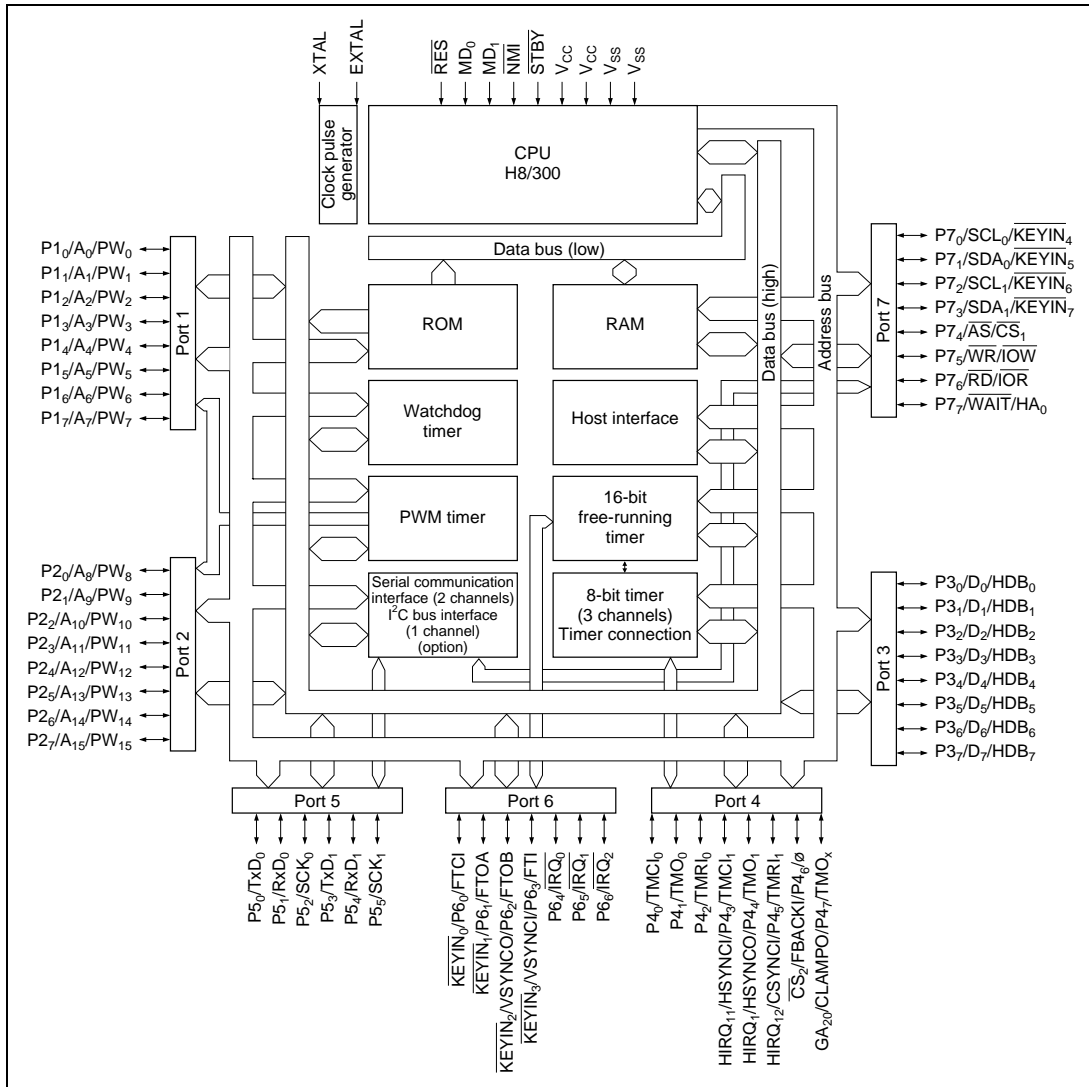 XTAL
EXTAL
RES
MD0
MD1
NMI
STBY
VCC
VCC
VSS
VSS
Clock pulse
generator
CPU
H8/300
Data bus (low)
Data bus (high)
Address bus
Port 1
P10/A0/PW0
P11/A1/PW1
P12/A2/PW2
P13/A3/PW3
P14/A4/PW4
P15/A5/PW5
P16/A6/PW6
P17/A7/PW7
ROM
RAM
Watchdog
timer
Host interface
PWM timer
16-bit
free-running
timer
Serial communication
interface (2 channels)
I2C bus interface
(1 channel)
(option)
8-bit timer
(3 channels)
Timer connection
Port 7
P70/SCL0/KEYIN4
P71/SDA0/KEYIN5
P72/SCL1/KEYIN6
P73/SDA1/KEYIN7
P74/AS/CS1
P75/WR/IOW
P76/RD/IOR
P77/WAIT/HA0
Port 2
P20/A8/PW8
P21/A9/PW9
P22/A10/PW10
P23/A11/PW11
P24/A12/PW12
P25/A13/PW13
P26/A14/PW14
P27/A15/PW15
Port 3
P30/D0/HDB0
P31/D1/HDB1
P32/D2/HDB2
P33/D3/HDB3
P34/D4/HDB4
P35/D5/HDB5
P36/D6/HDB6
P37/D7/HDB7
Port 5
Port 6
Port 4
P50/TxD0
P51/RxD0
P52/SCK0
P53/TxD1
P54/RxD1
P55/SCK1
KEYIN0/P60/FTCI
KEYIN1/P61/FTOA
KEYIN2/VSYNCO/P62/FTOB
KEYIN3/VSYNCI/P63/FTI
P64/IRQ0
P65/IRQ1
P66/IRQ2
P40/TMCI0
P41/TMO0
P42/TMRI0
HIRQ11/HSYNCI/P43/TMCI1
HIRQ1/HSYNCO/P44/TMO1
HIRQ12/CSYNCI/P45/TMRI1
CS2/FBACKI/P46/ø
GA20/CLAMPO/P47/TMOx